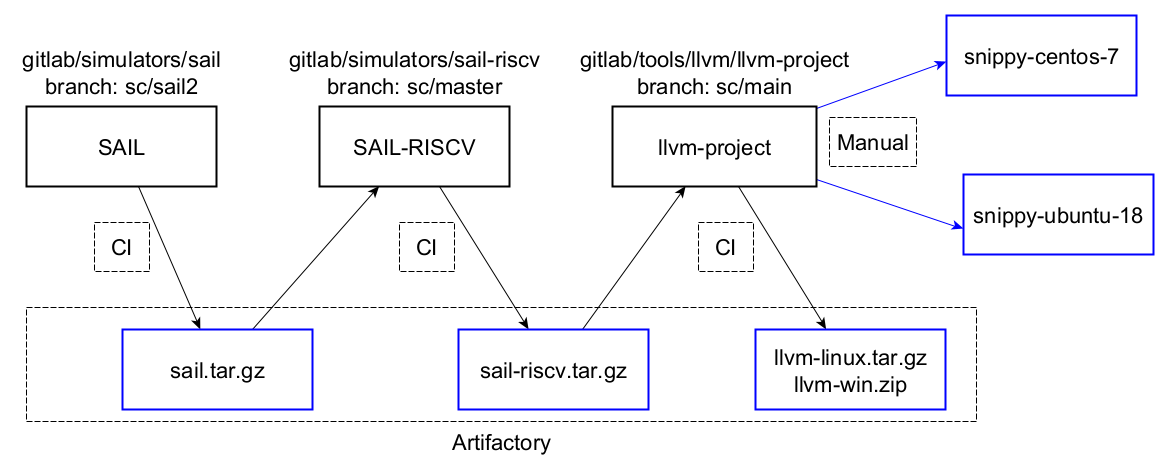 gitlab/simulators/sail
branch: sc/sail2
SAIL
gitlab/simulators/sail-riscv
branch: sc/master
SAIL-RISCV
gitlab/tools/llvm/llvm-project
branch: sc/main
llvm-project
snippy-centos-7
Manual
snippy-ubuntu-18
CI
CI
CI
sail.tar.gz
sail-riscv.tar.gz
llvm-linux.tar.gz
llvm-win.zip
Artifactory